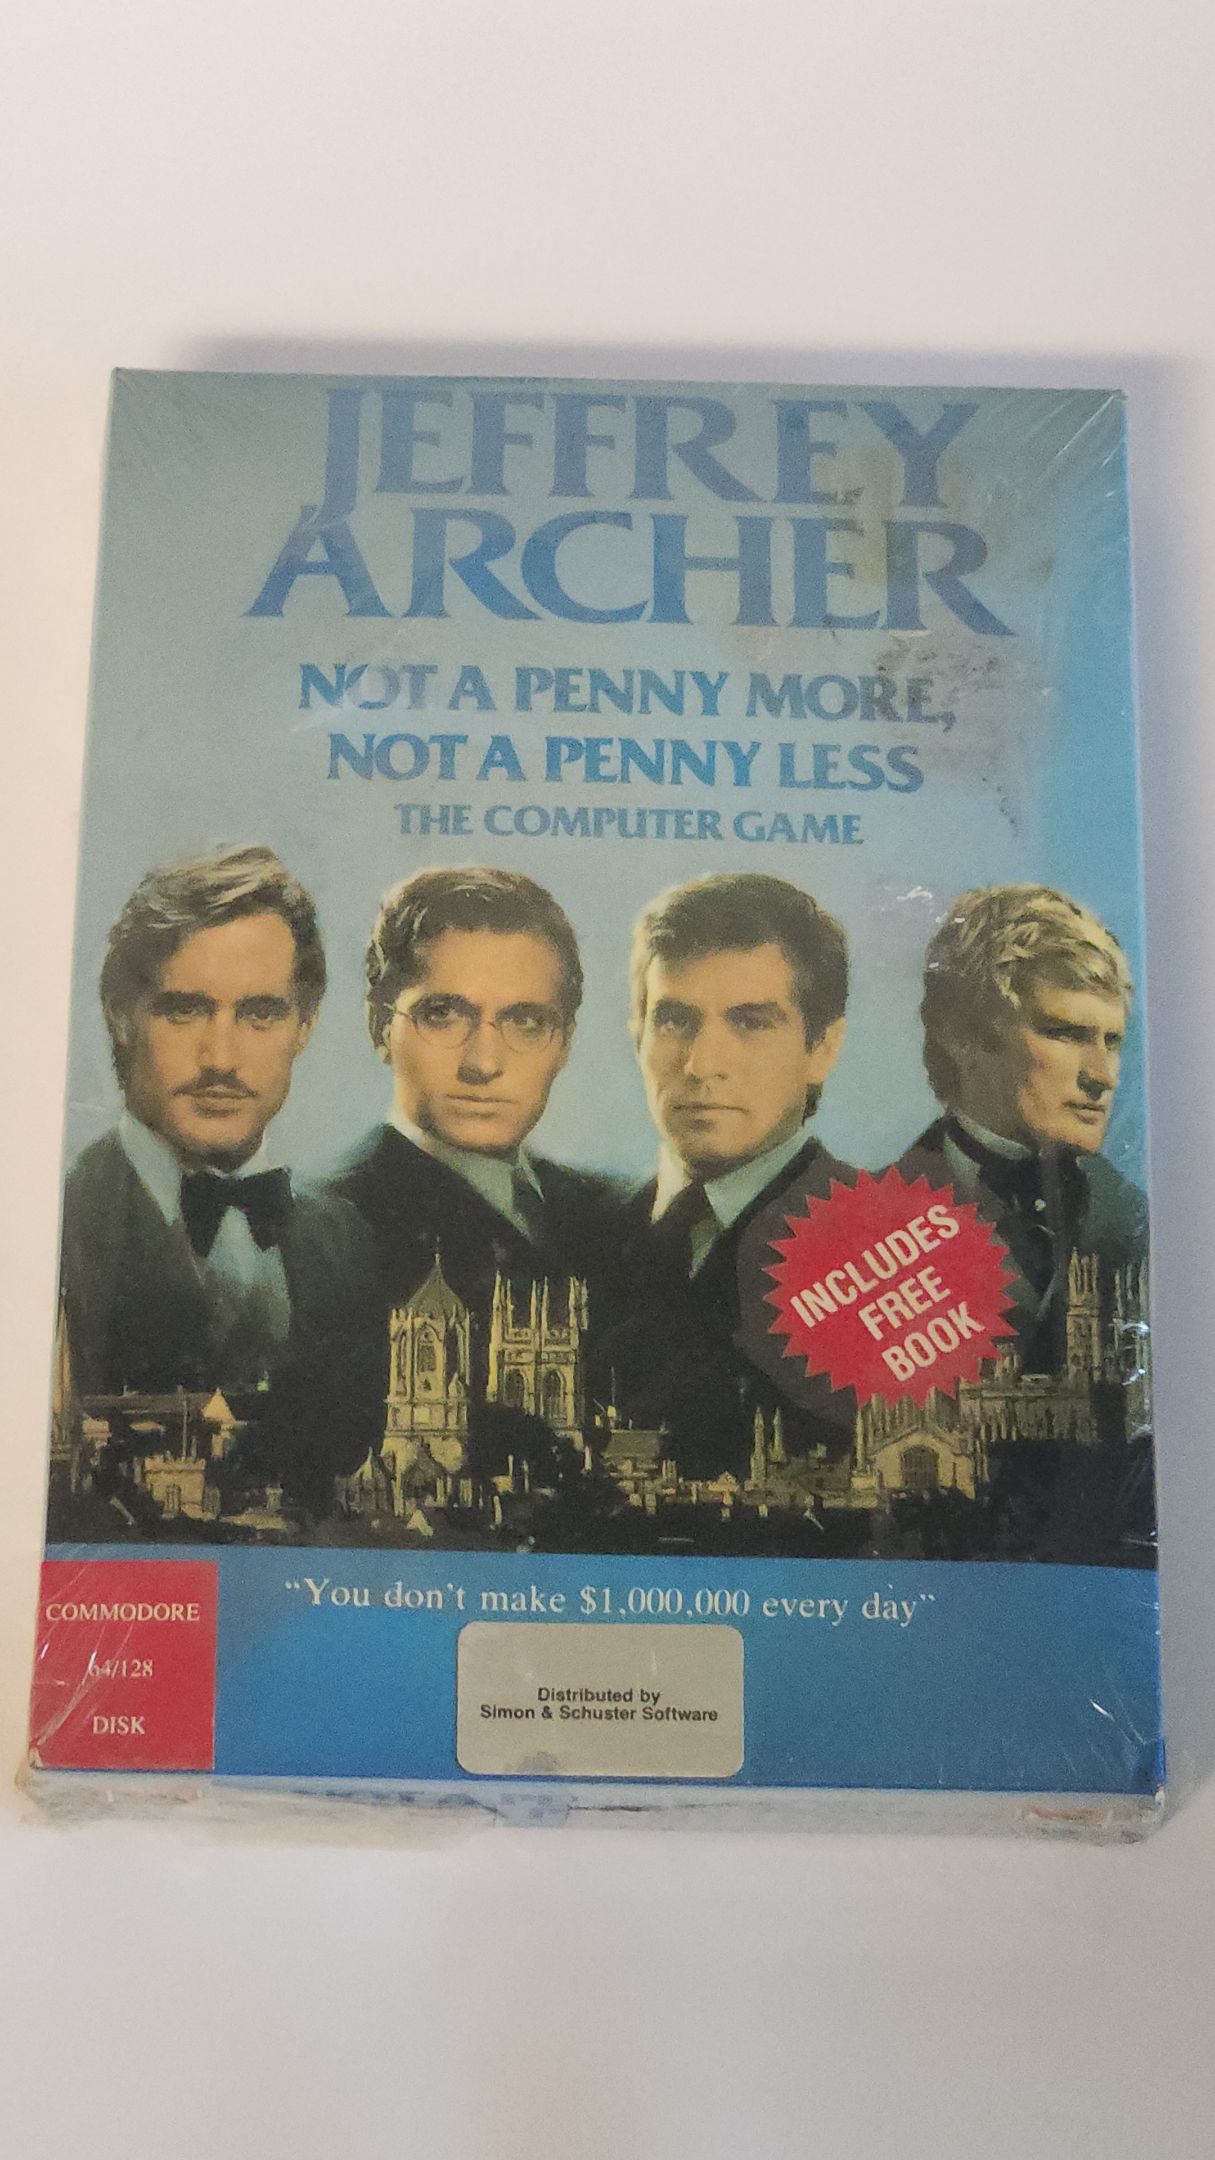 JEFFREY
ARCHER
NOT A PENNY MORE,
NOT A PENNY LESS
THE COMPUTER GAME
INCLUDES
FREE
BOOK
"You don't make $1,000,000 every day"
COMMODORE
64/128
DISK
Distributed by
Simon & Schuster Software